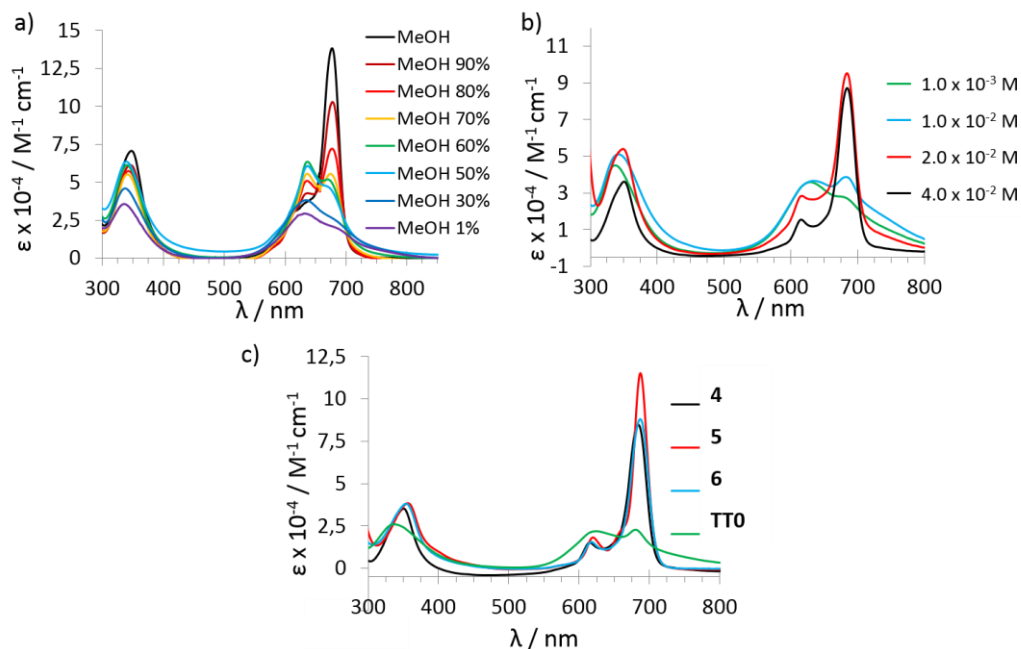 a)
ε x 10⁻⁴ / M⁻¹ cm⁻¹
15
12,5
10
7,5
5
2,5
0
300 400 500 600 700 800
λ / nm
MeOH
MeOH 90%
MeOH 80%
MeOH 70%
MeOH 60%
MeOH 50%
MeOH 30%
MeOH 1%
b)
ε x 10⁻⁴ / M⁻¹ cm⁻¹
11
9
7
5
3
1
-1
300 400 500 600 700 800
λ / nm
1.0 x 10⁻³ M
1.0 x 10⁻² M
2.0 x 10⁻² M
4.0 x 10⁻² M
c)
ε x 10⁻⁴ / M⁻¹ cm⁻¹
12,5
10
7,5
5
2,5
0
300 400 500 600 700 800
λ / nm
4
5
6
TT0